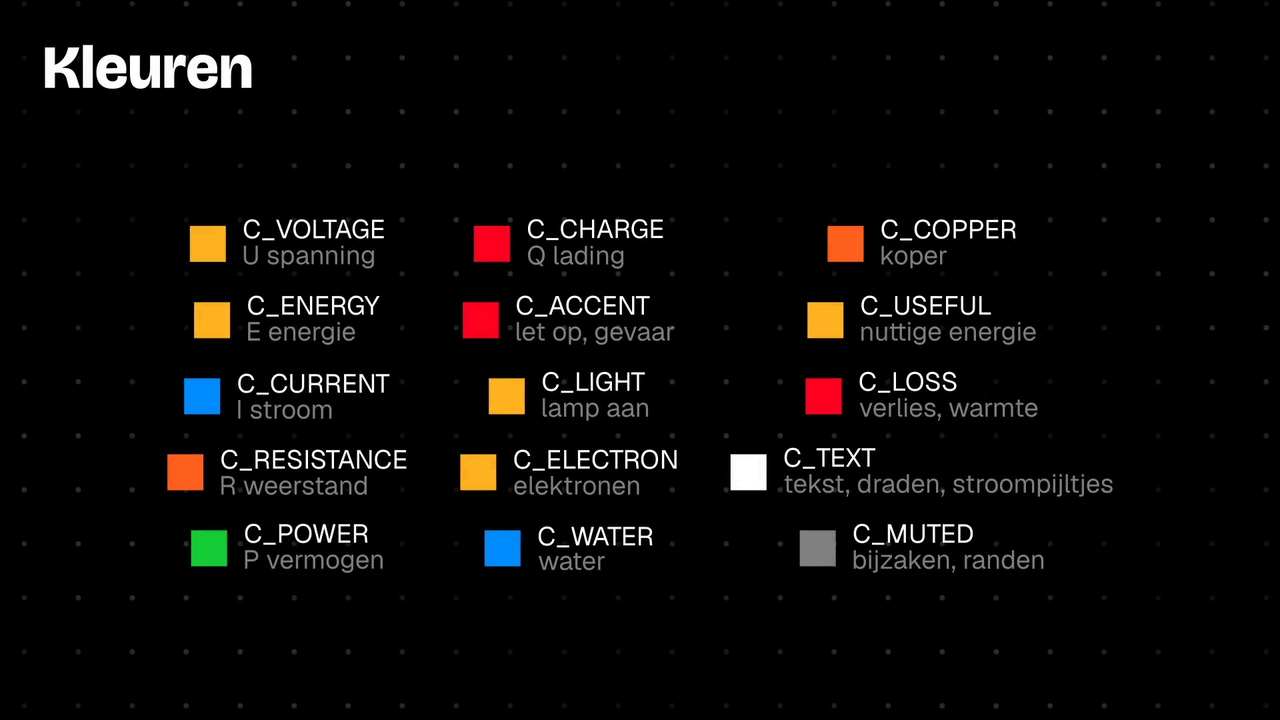 Kleuren
C_VOLTAGE
U spanning
C_ENERGY
E energie
C_CURRENT
I stroom
C_RESISTANCE
R weerstand
C_POWER
P vermogen
C_CHARGE
Q lading
C_ACCENT
let op, gevaar
C_LIGHT
lamp aan
C_ELECTRON
elektronen
C_WATER
water
C_COPPER
koper
C_USEFUL
nuttige energie
C_LOSS
verlies, warmte
C_TEXT
tekst, draden, stroompijltjes
C_MUTED
bijzaken, randen